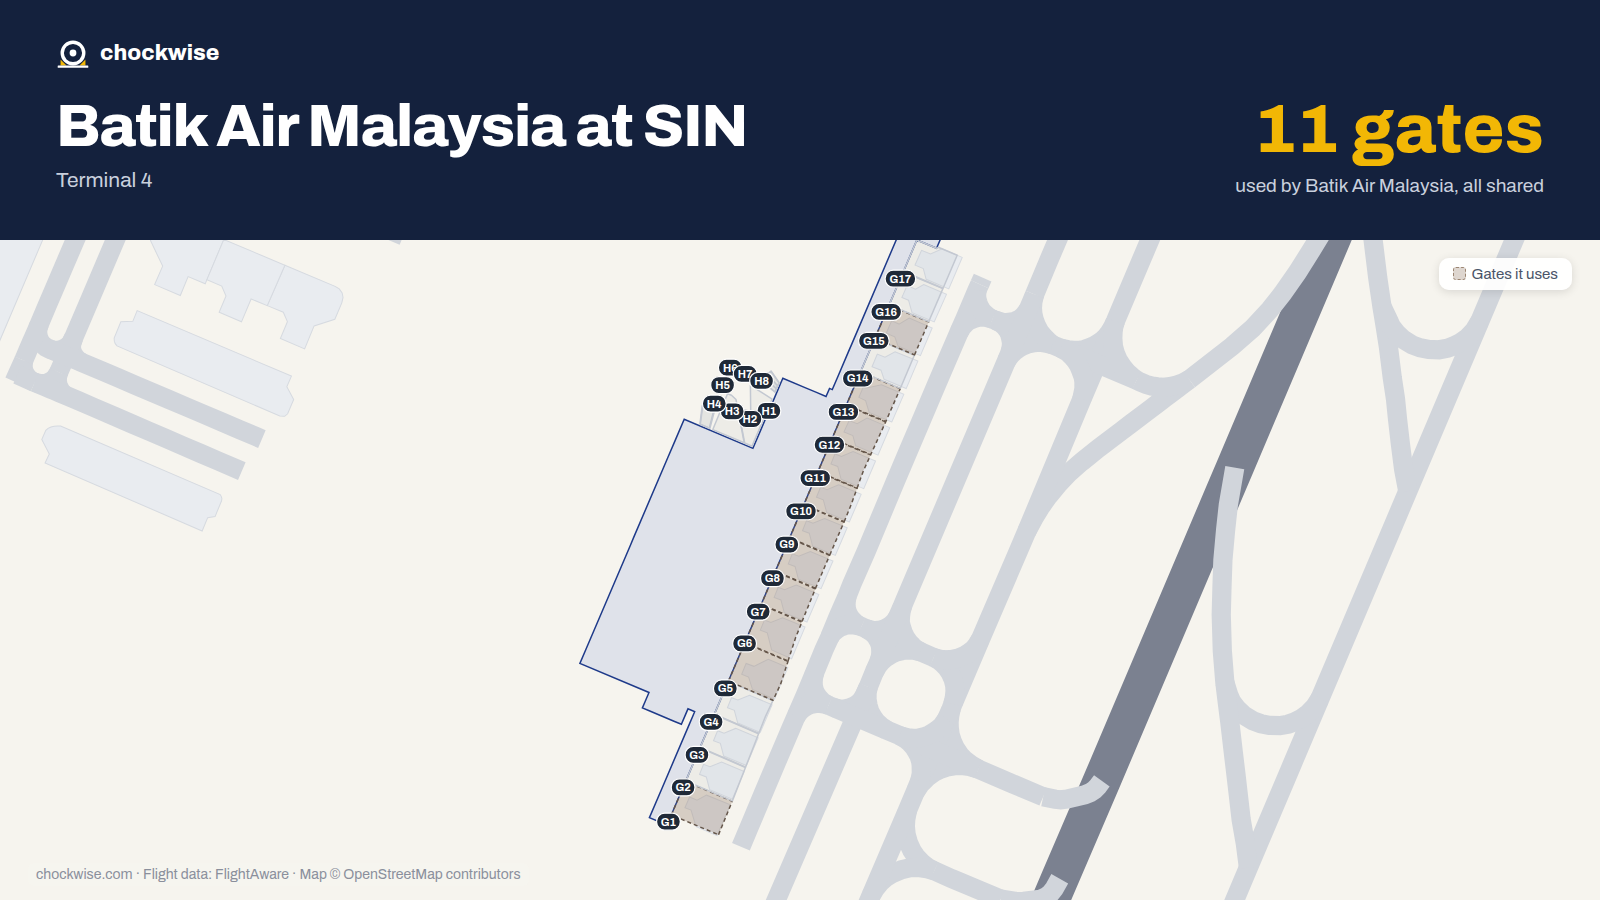 chockwise
Batik Air Malaysia at SIN
Terminal 4
11 gates
used by Batik Air Malaysia, all shared
Gates it uses
G17
G16
G15
G14
G13
G12
G11
G10
G9
G8
G7
G6
G5
G4
G3
G2
G1
H6
H7
H8
H5
H4
H3
H2
H1
chockwise.com · Flight data: FlightAware · Map © OpenStreetMap contributors